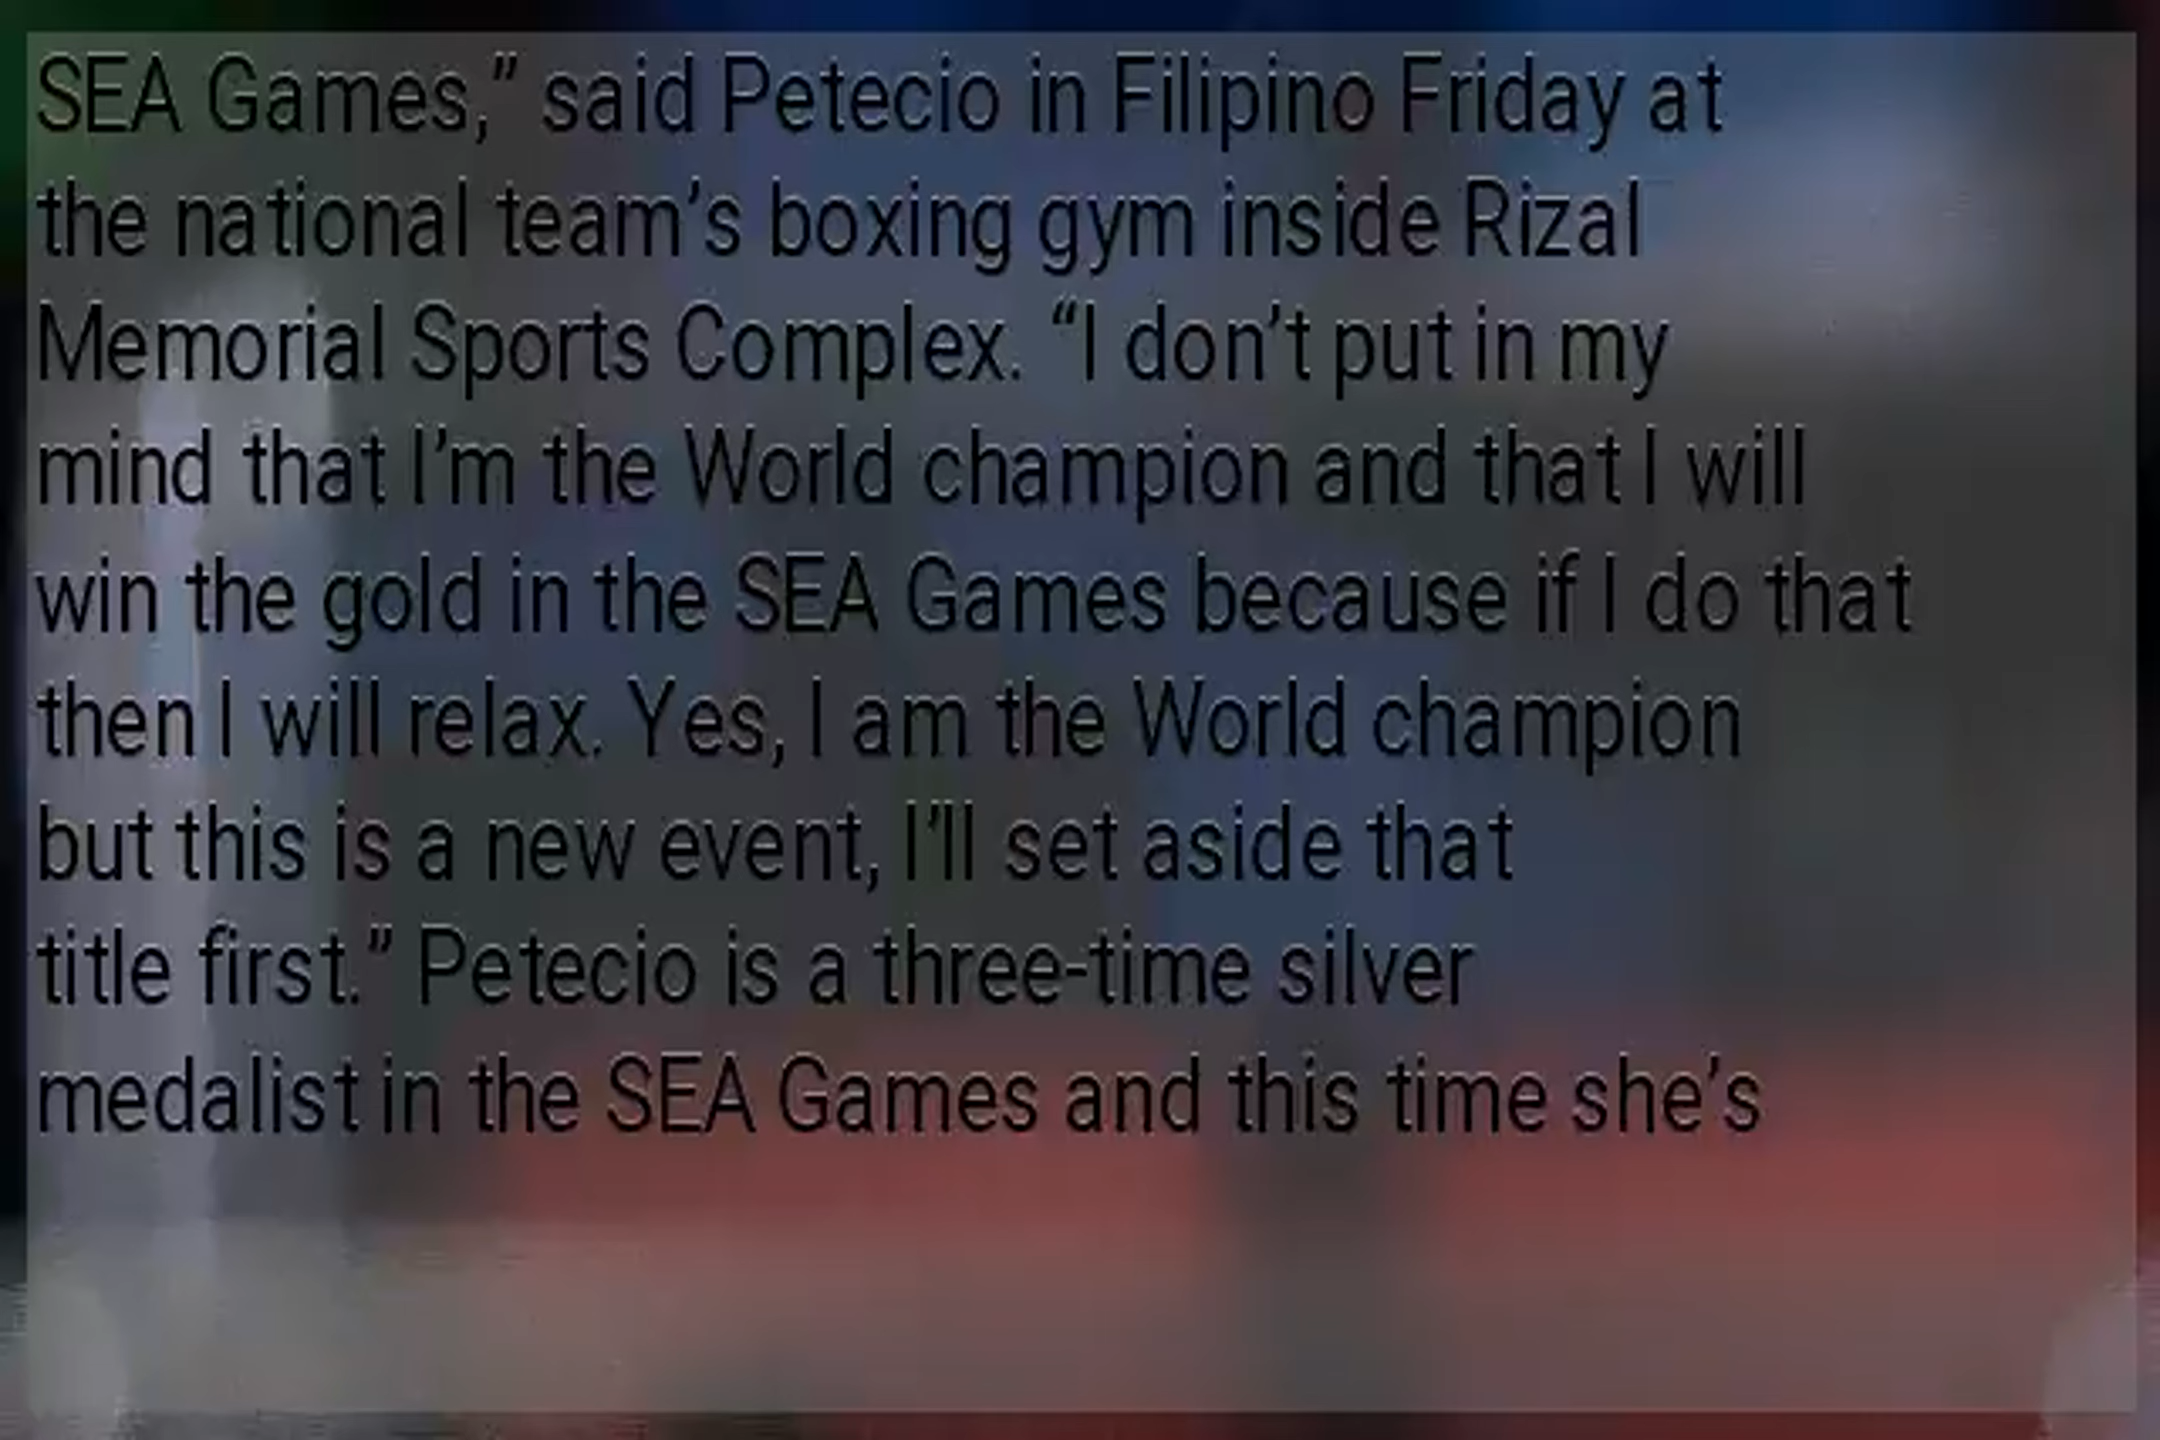 SEA Games,” said Petecio in Filipino Friday at
the national team’s boxing gym inside Rizal
Memorial Sports Complex. “I don’t put in my
mind that I’m the World champion and that I will
win the gold in the SEA Games because if I do that
then I will relax. Yes, I am the World champion
but this is a new event, I’ll set aside that
title first.” Petecio is a three-time silver
medalist in the SEA Games and this time she’s